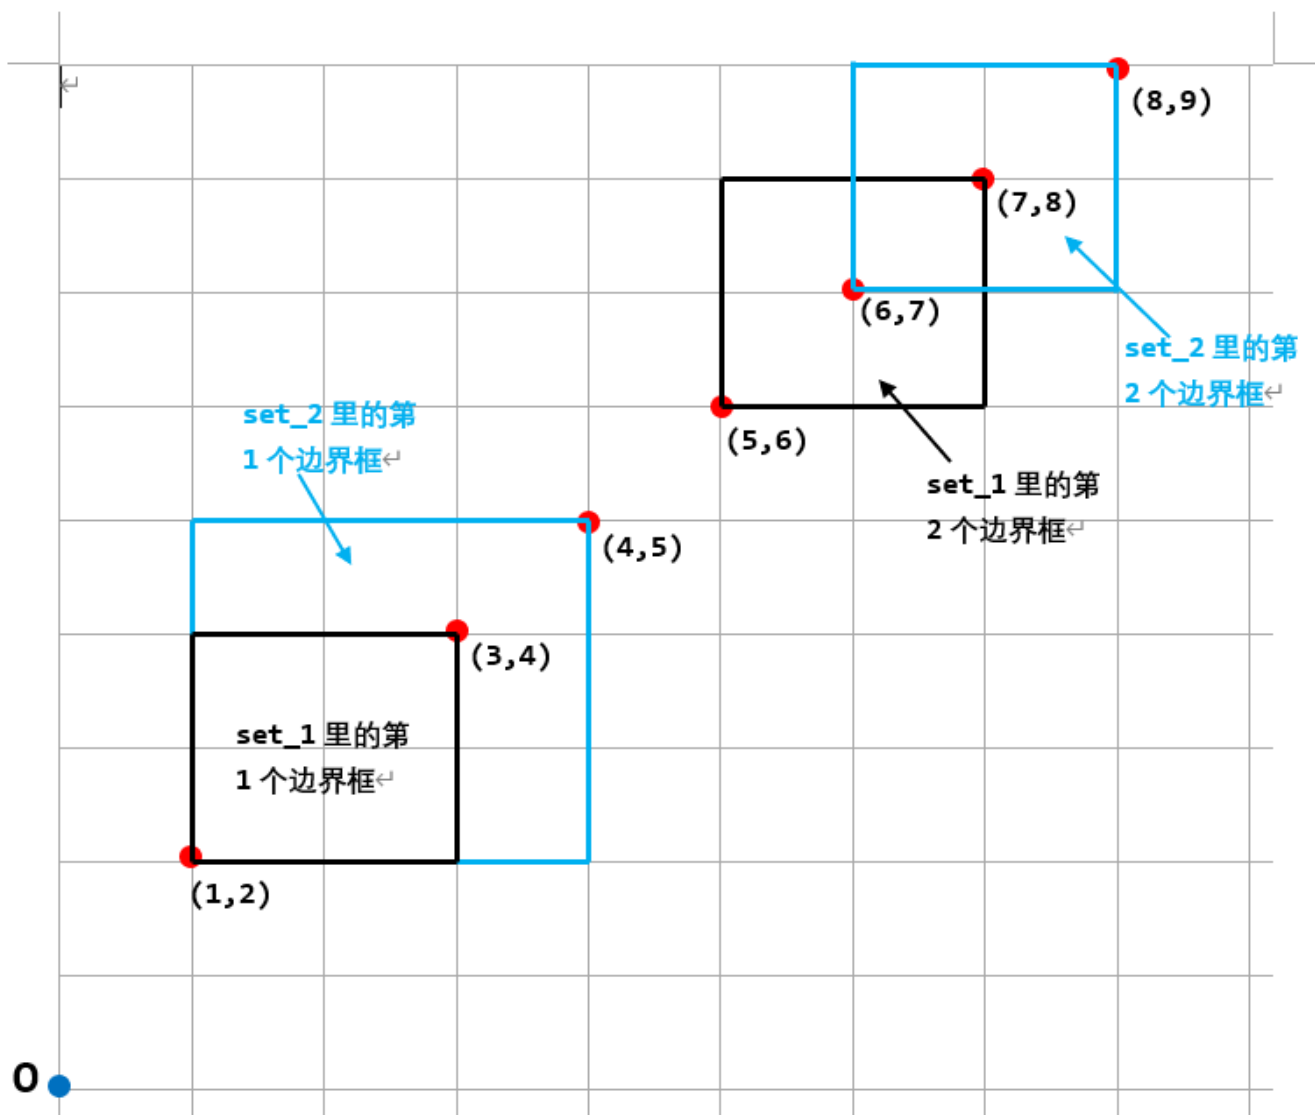 (8,9)
(7,8)
(6,7)
set_2 里的第
2 个边界框↵
set_2 里的第
1 个边界框↵
(5,6)
set_1 里的第
2 个边界框↵
(4,5)
(3,4)
set_1 里的第
1 个边界框↵
(1,2)
O